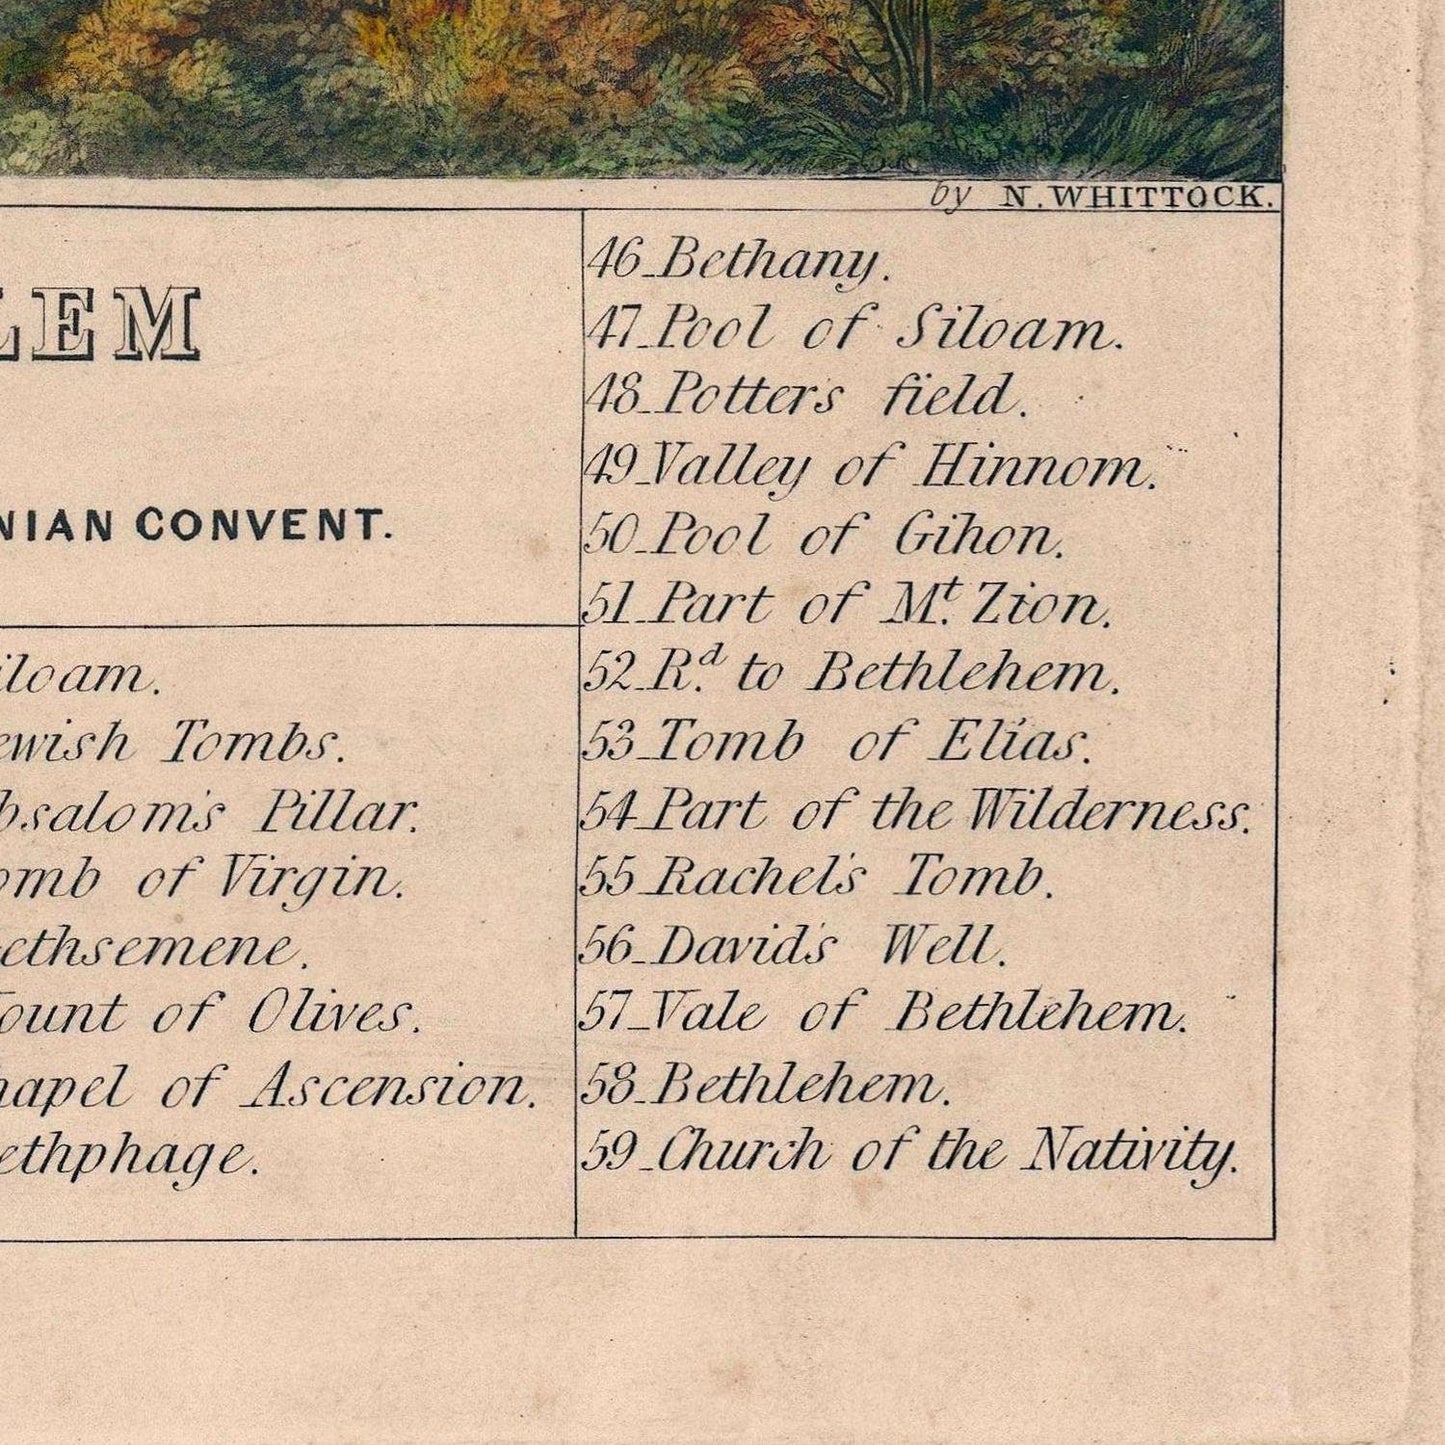 by N. WHITTOCK.
LEM
NIAN CONVENT.
iloam.
ewish Tombs.
bsalom's Pillar.
omb of Virgin.
ethsemene.
ount of Olives.
hapel of Ascension.
ethphage.
46_Bethany.
47_Pool of Siloam.
48_Potter's field.
49_Valley of Hinnom.
50_Pool of Gihon.
51_Part of Mt. Zion.
52_Rd. to Bethlehem.
53_Tomb of Elias.
54_Part of the Wilderness.
55_Rachel's Tomb.
56_David's Well.
57_Vale of Bethlehem.
58_Bethlehem.
59_Church of the Nativity.